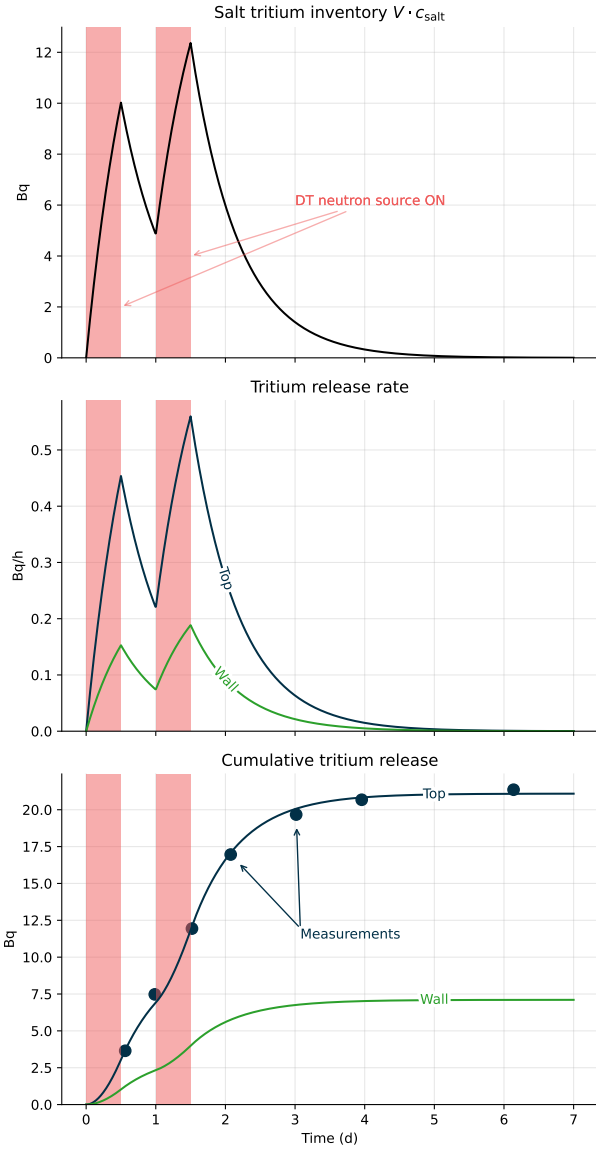 Salt tritium inventory V · c_salt
12
10
8
6
4
2
0
Bq
DT neutron source ON
Tritium release rate
0.5
0.4
0.3
0.2
0.1
0.0
Bq/h
Top
Wall
Cumulative tritium release
20.0
17.5
15.0
12.5
10.0
7.5
5.0
2.5
0.0
Bq
Top
Measurements
Wall
0 1 2 3 4 5 6 7
Time (d)